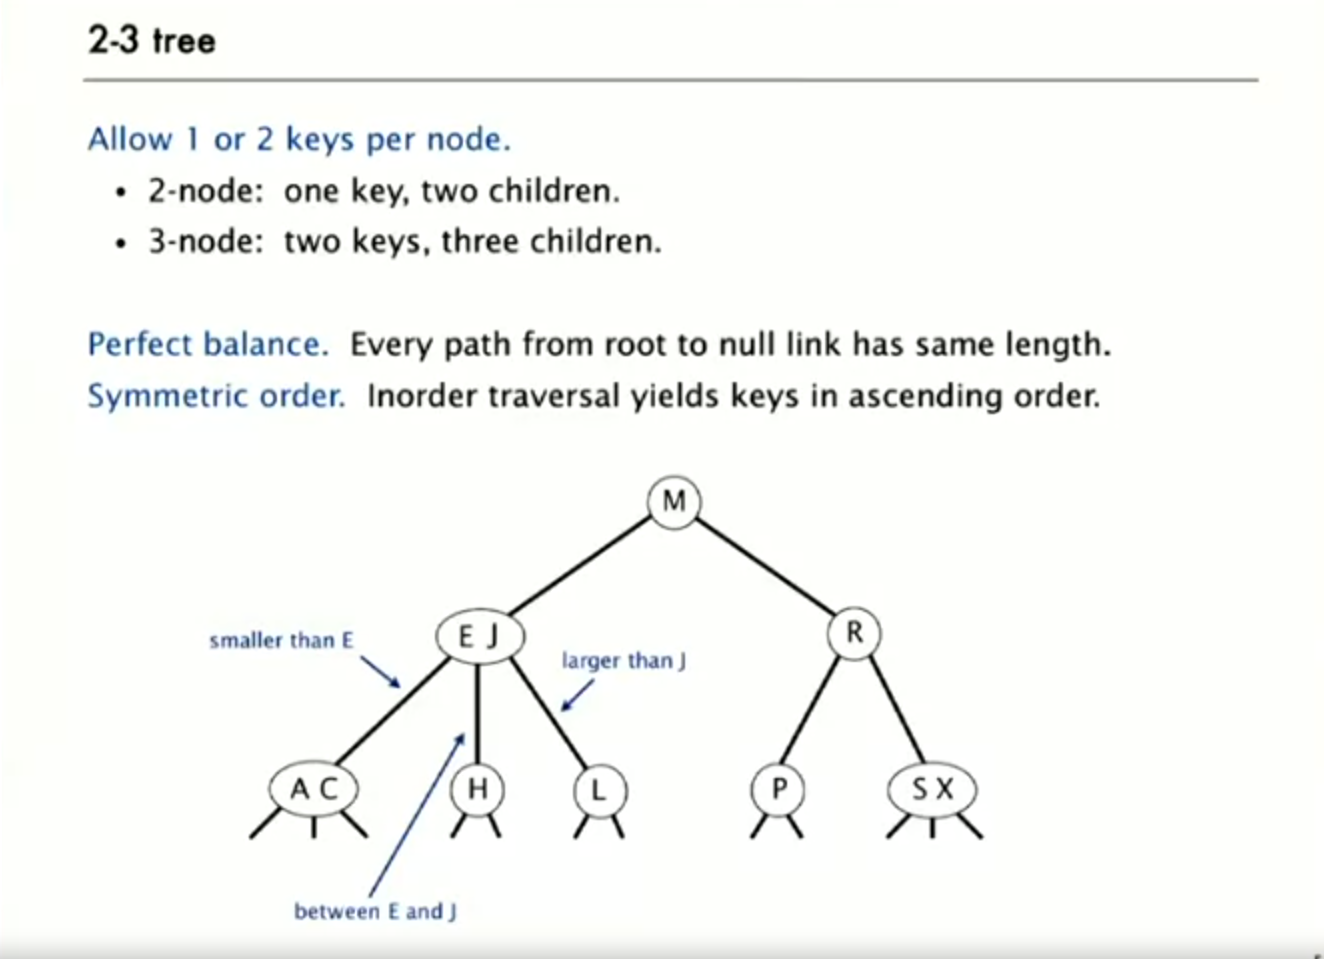 2-3 tree
Allow 1 or 2 keys per node.
• 2-node: one key, two children.
• 3-node: two keys, three children.
Perfect balance. Every path from root to null link has same length.
Symmetric order. Inorder traversal yields keys in ascending order.
M
smaller than E
E J
larger than J
R
A C
H
L
P
S X
between E and J